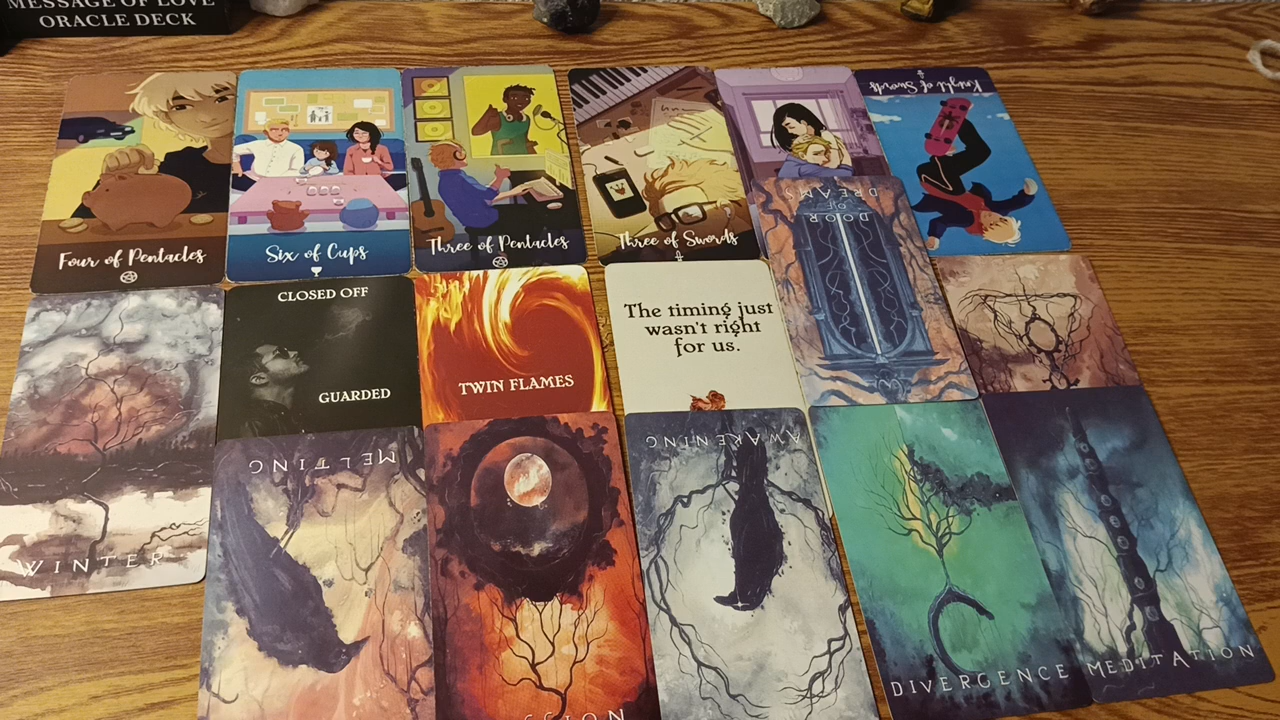 MESSAGE OF LOVE
ORACLE DECK
Four of Pentacles
Six of Cups
Three of Pentacles
Three of Swords
Knight of Swords
DOOR
OF
DREAMS
WINTER
CLOSED OFF
GUARDED
TWIN FLAMES
The timing just
wasn't right
for us.
MELTING
SSION
AWAKENING
DIVERGENCE
MEDITATION